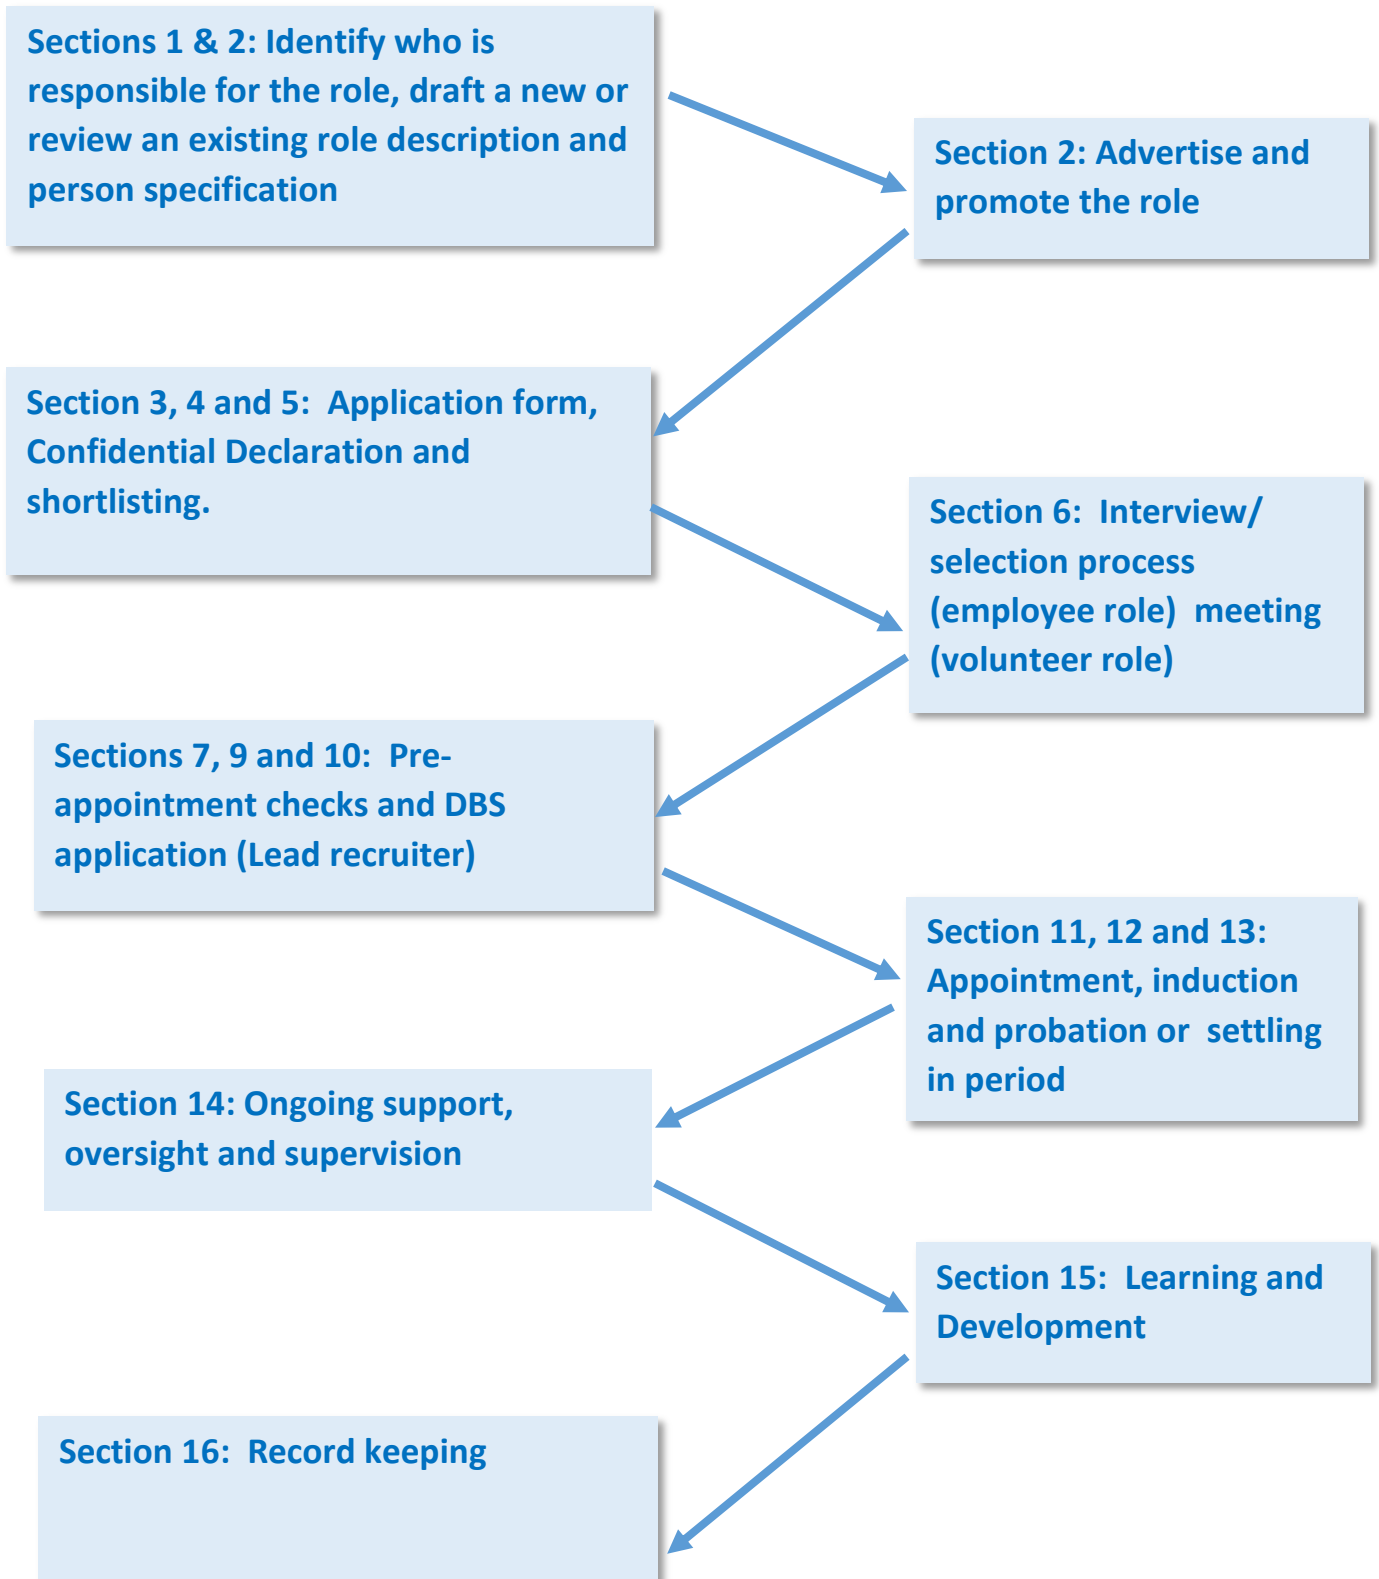 Sections 1 & 2: Identify who is
responsible for the role, draft a new or
review an existing role description and
person specification
Section 2: Advertise and
promote the role
Section 3, 4 and 5:  Application form,
Confidential Declaration and
shortlisting.
Section 6:  Interview/
selection process
(employee role)  meeting
(volunteer role)
Sections 7, 9 and 10:  Pre-
appointment checks and DBS
application (Lead recruiter)
Section 11, 12 and 13:
Appointment, induction
and probation or  settling
in period
Section 14: Ongoing support,
oversight and supervision
Section 15:  Learning and
Development
Section 16:  Record keeping